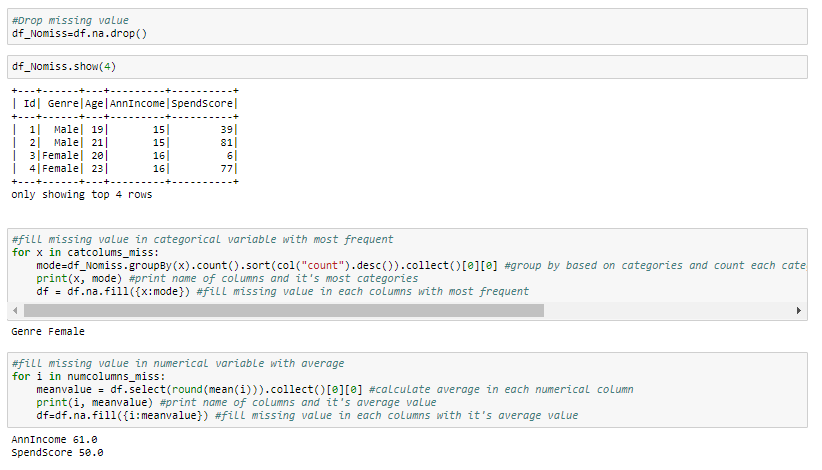 #Drop missing value
df_Nomiss=df.na.drop()
df_Nomiss.show(4)
+---+------+---+---------+----------+
| Id| Genre|Age|AnnIncome|SpendScore|
+---+------+---+---------+----------+
|  1|  Male| 19|       15|        39|
|  2|  Male| 21|       15|        81|
|  3|Female| 20|       16|         6|
|  4|Female| 23|       16|        77|
+---+------+---+---------+----------+
only showing top 4 rows
#fill missing value in categorical variable with most frequent
for x in catcolums_miss:
    mode=df_Nomiss.groupBy(x).count().sort(col("count").desc()).collect()[0][0] #group by based on categories and count each cate
    print(x, mode) #print name of columns and it's most categories
    df = df.na.fill({x:mode}) #fill missing value in each columns with most frequent
Genre Female
#fill missing value in numerical variable with average
for i in numcolumns_miss:
    meanvalue = df.select(round(mean(i))).collect()[0][0] #calculate average in each numerical column
    print(i, meanvalue) #print name of columns and it's average value
    df=df.na.fill({i:meanvalue}) #fill missing value in each columns with it's average value
AnnIncome 61.0
SpendScore 50.0